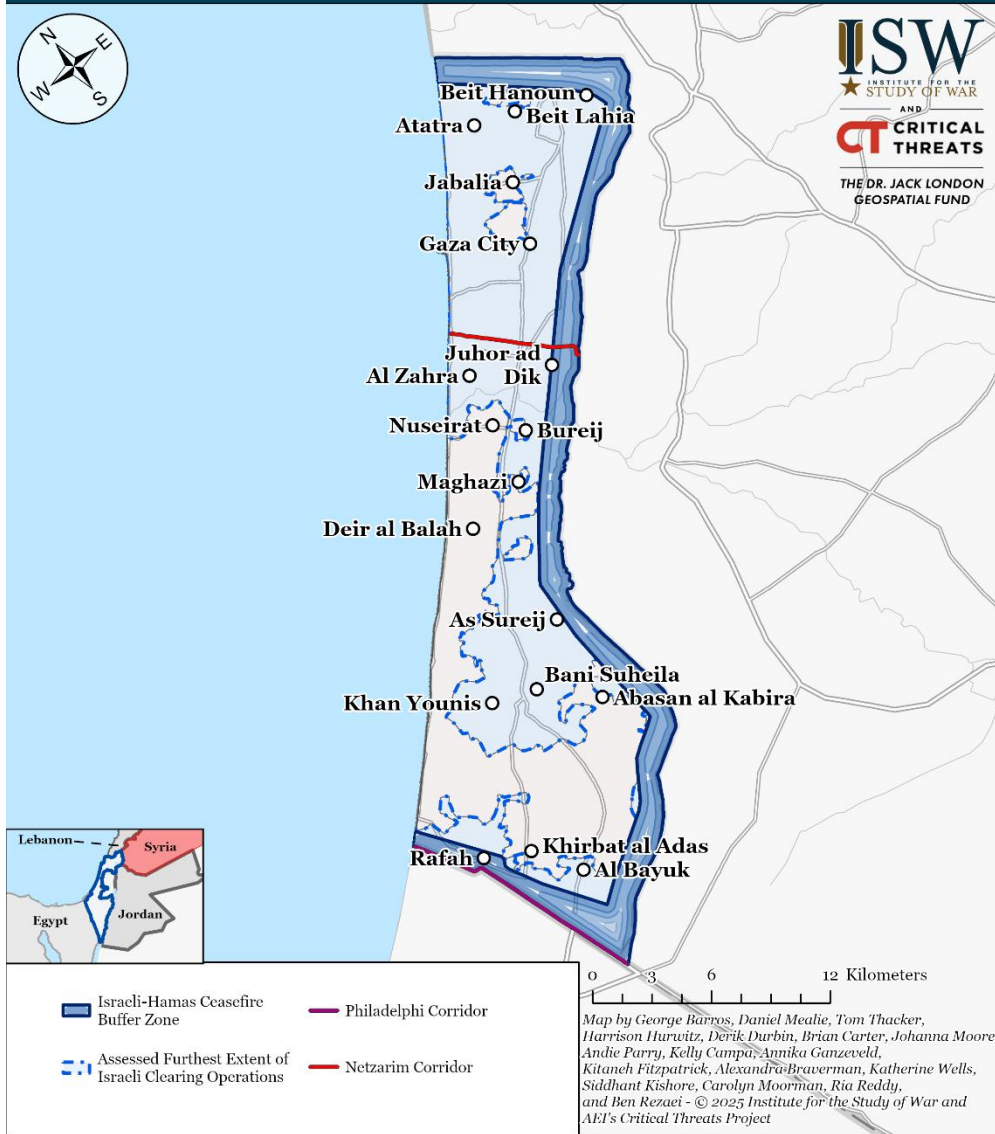 N
E
W
S
ISW
INSTITUTE FOR THE
STUDY OF WAR
AND
CT CRITICAL
THREATS
THE DR. JACK LONDON
GEOSPATIAL FUND
Beit Hanoun
Beit Lahia
Atatra
Jabalia
Gaza City
Juhor ad
Dik
Al Zahra
Nuseirat
Bureij
Maghazi
Deir al Balah
As Sureij
Bani Suheila
Abasan al Kabira
Khan Younis
Khirbat al Adas
Rafah
Al Bayuk
Lebanon
Syria
Egypt
Jordan
0 3 6 12 Kilometers
Israeli-Hamas Ceasefire
Buffer Zone
Philadelphi Corridor
Assessed Furthest Extent of
Israeli Clearing Operations
Netzarim Corridor
Map by George Barros, Daniel Mealie, Tom Thacker,
Harrison Hurwitz, Derik Durbin, Brian Carter, Johanna Moore
Andie Parry, Kelly Campa, Annika Ganzeveld,
Kitaneh Fitzpatrick, Alexandra Braverman, Katherine Wells,
Siddhant Kishore, Carolyn Moorman, Ria Reddy,
and Ben Rezaei - © 2025 Institute for the Study of War and
AEI's Critical Threats Project